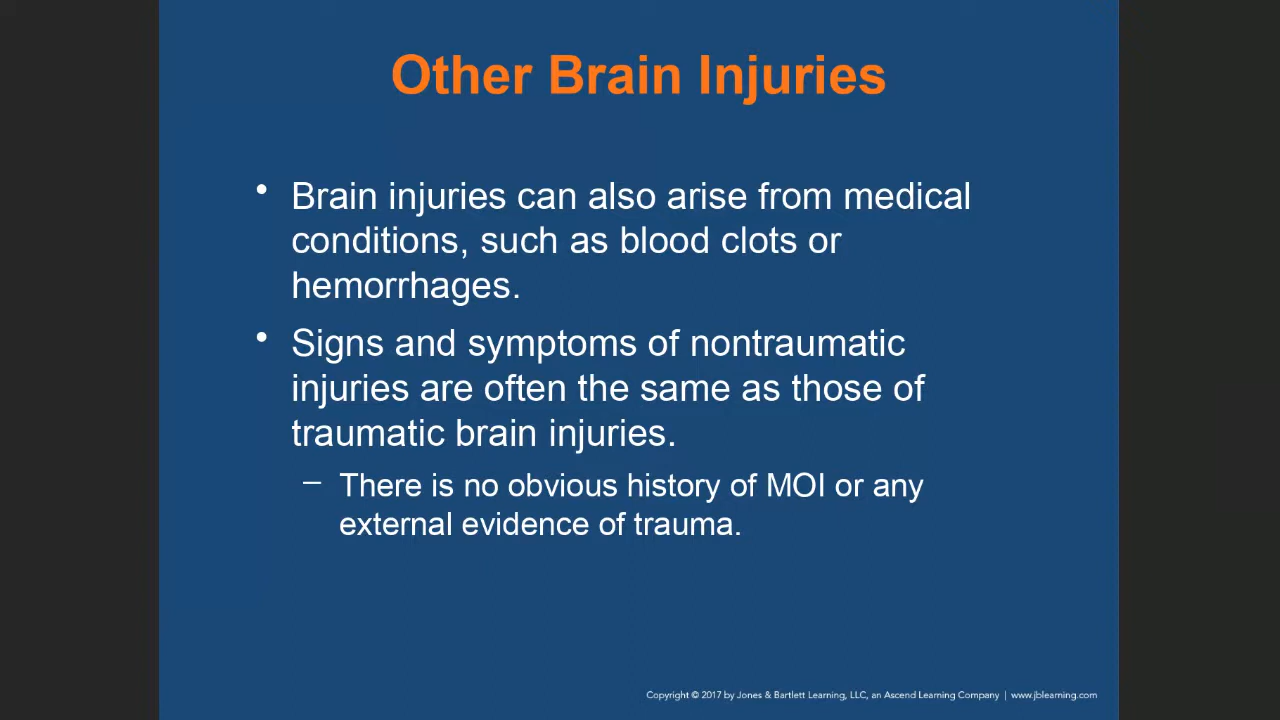 Other Brain Injuries
• Brain injuries can also arise from medical
conditions, such as blood clots or
hemorrhages.
• Signs and symptoms of nontraumatic
injuries are often the same as those of
traumatic brain injuries.
– There is no obvious history of MOI or any
external evidence of trauma.
Copyright © 2017 by Jones & Bartlett Learning, LLC, an Ascend Learning Company | www.jblearning.com